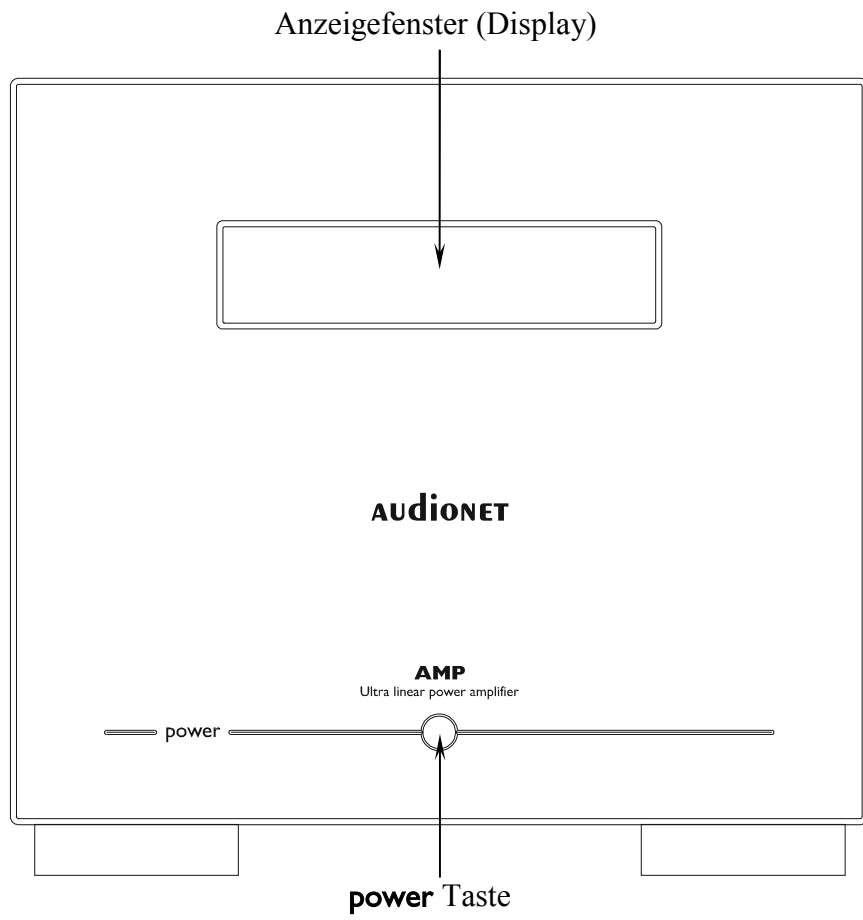 Anzeigefenster (Display)
AUDIONET
AMP
Ultra linear power amplifier
power
power Taste